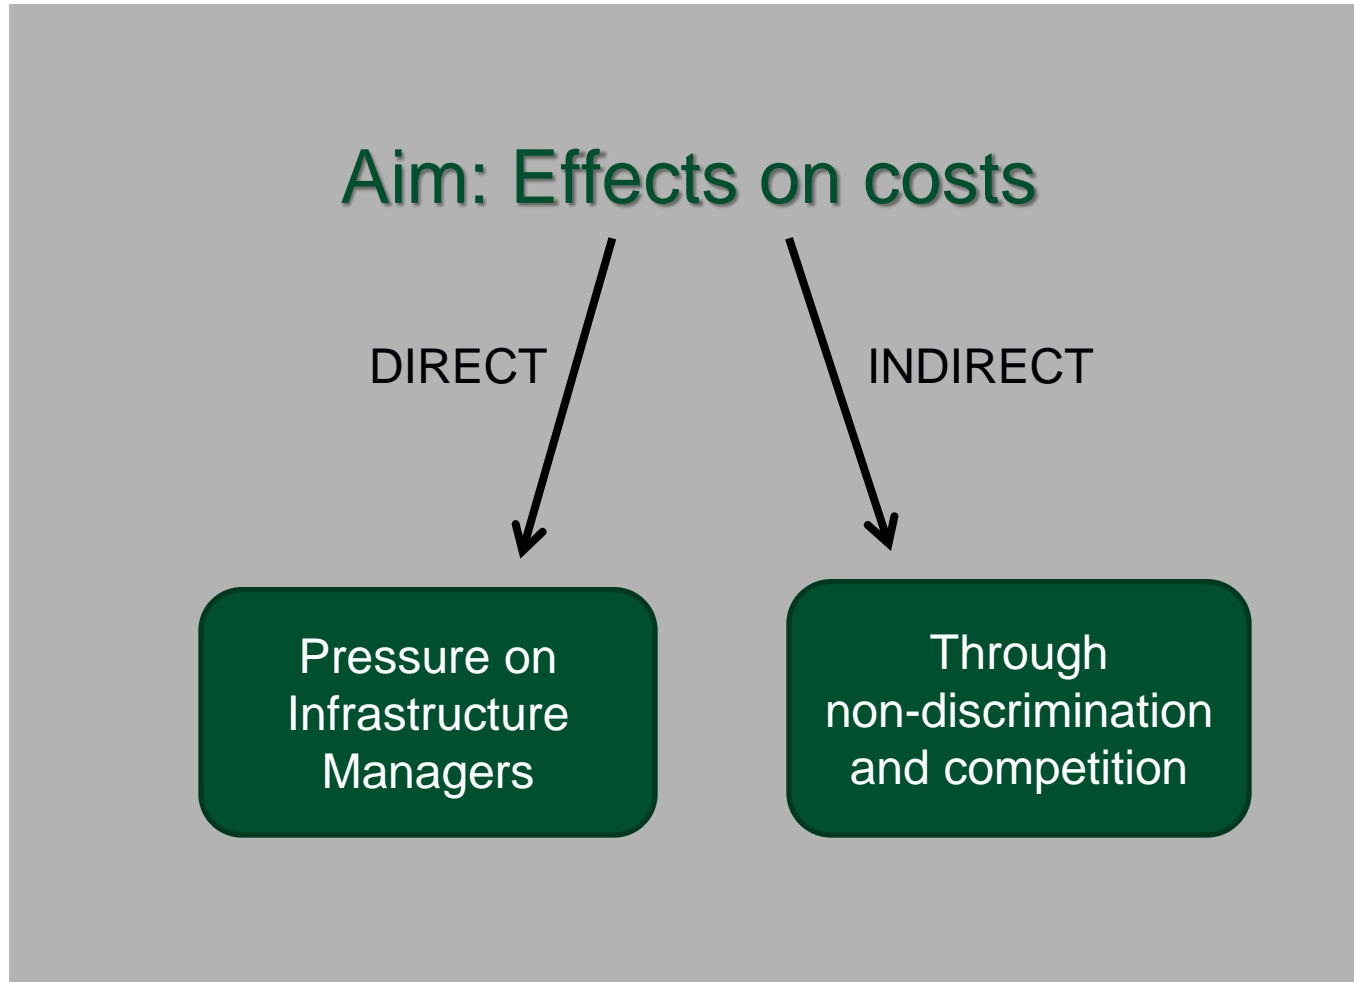 Aim: Effects on costs
DIRECT
INDIRECT
Pressure on
Infrastructure
Managers
Through
non-discrimination
and competition